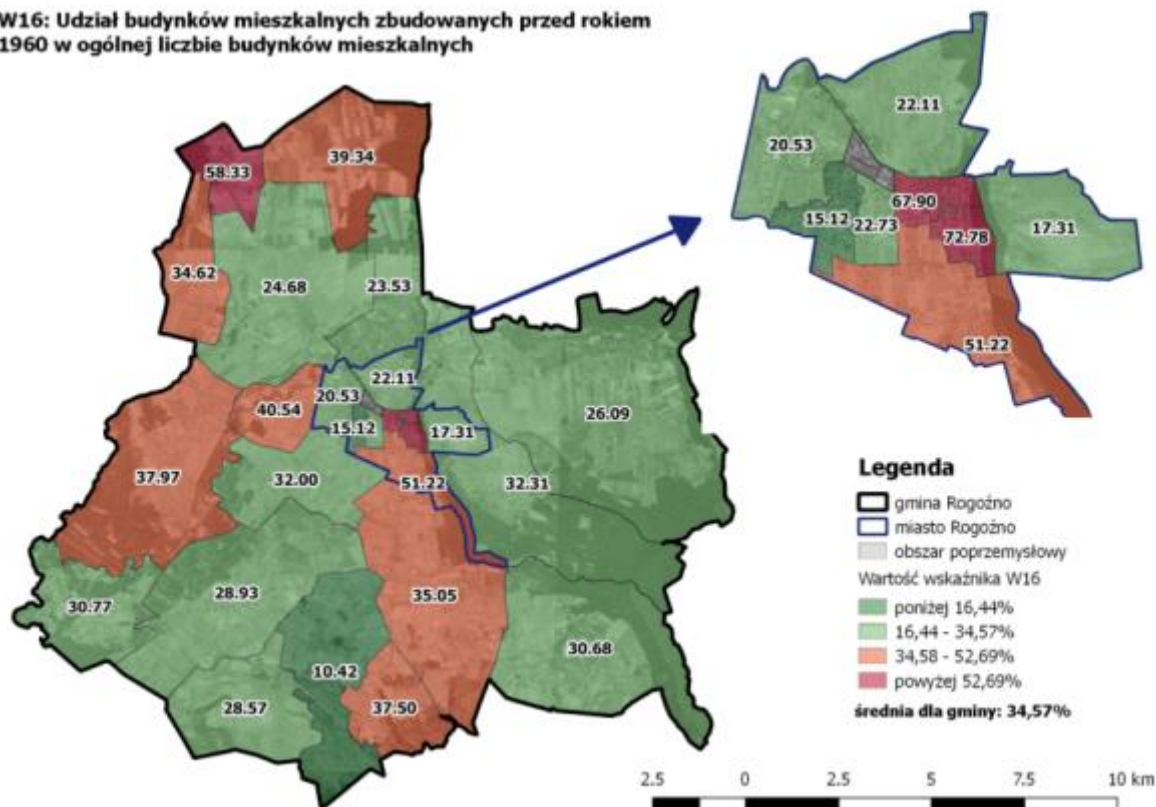 W16: Udział budynków mieszkalnych zbudowanych przed rokiem
1960 w ogólnej liczbie budynków mieszkalnych
39.34
58.33
34.62
24.68
23.53
22.11
20.53
40.54
15.12
17.31
26.09
37.97
32.00
51.22
32.31
28.93
30.77
35.05
30.68
10.42
28.57
37.50
22.11
20.53
67.90
15.12
22.73
72.78
17.31
51.22
Legenda
gmina Rogoźno
miasto Rogoźno
obszar poprzemysłowy
Wartość wskaźnika W16
poniżej 16,44%
16,44 - 34,57%
34,58 - 52,69%
powyżej 52,69%
średnia dla gminy: 34,57%
2.5 0 2.5 5 7.5 10 km